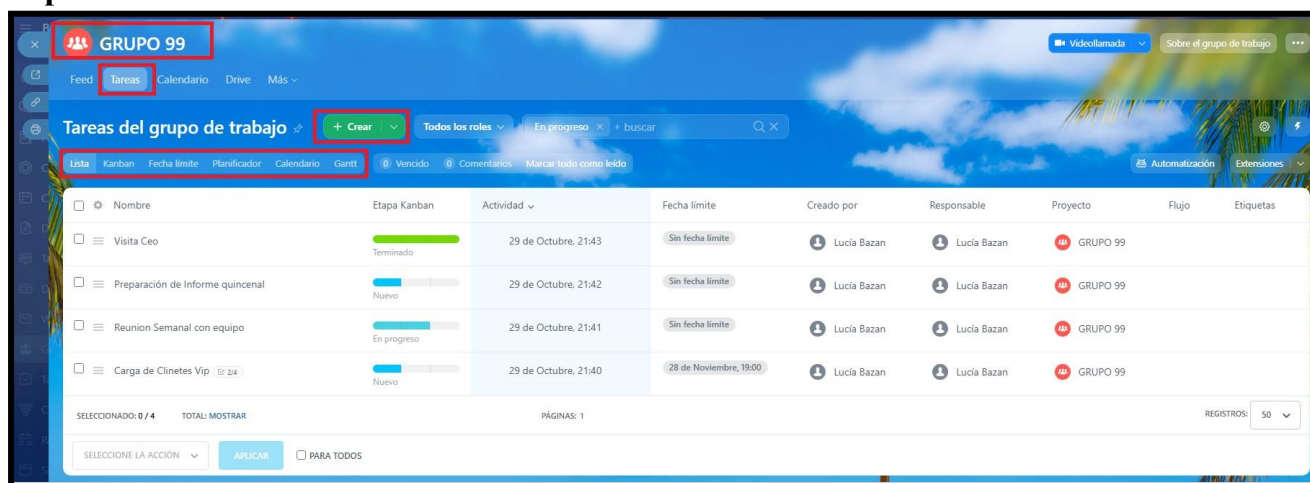 GRUPO 99
Videollamada
Sobre el grupo de trabajo
Feed Tareas Calendario Drive Más
Tareas del grupo de trabajo
+ Crear
Todos los roles
En progreso × + buscar
Lista Kanban Fecha límite Planificador Calendario Gantt
0 Vencido 0 Comentarios Marcar todo como leído
Automatización Extensiones
Nombre Etapa Kanban Actividad Fecha límite Creado por Responsable Proyecto Flujo Etiquetas
Visita Ceo Terminado 29 de Octubre, 21:43 Sin fecha límite Lucía Bazan Lucía Bazan GRUPO 99
Preparación de Informe quincenal Nuevo 29 de Octubre, 21:42 Sin fecha límite Lucía Bazan Lucía Bazan GRUPO 99
Reunion Semanal con equipo En progreso 29 de Octubre, 21:41 Sin fecha límite Lucía Bazan Lucía Bazan GRUPO 99
Carga de Clinetes Vip 2/4 Nuevo 29 de Octubre, 21:40 28 de Noviembre, 19:00 Lucía Bazan Lucía Bazan GRUPO 99
SELECCIONADO: 0 / 4 TOTAL: MOSTRAR PÁGINAS: 1 REGISTROS: 50
SELECCIONE LA ACCIÓN APLICAR PARA TODOS